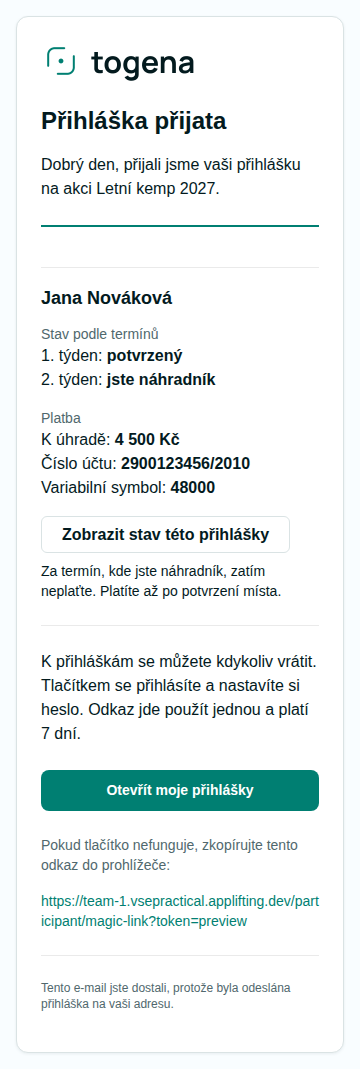 togena
Přihláška přijata
Dobrý den, přijali jsme vaši přihlášku
na akci Letní kemp 2027.
Jana Nováková
Stav podle termínů
1. týden: potvrzený
2. týden: jste náhradník
Platba
K úhradě: 4 500 Kč
Číslo účtu: 2900123456/2010
Variabilní symbol: 48000
Zobrazit stav této přihlášky
Za termín, kde jste náhradník, zatím
neplaťte. Platíte až po potvrzení místa.
K přihláškám se můžete kdykoliv vrátit.
Tlačítkem se přihlásíte a nastavíte si
heslo. Odkaz jde použít jednou a platí
7 dní.
Otevřít moje přihlášky
Pokud tlačítko nefunguje, zkopírujte tento
odkaz do prohlížeče:
https://team-1.vsepractical.applifting.dev/part
icipant/magic-link?token=preview
Tento e-mail jste dostali, protože byla odeslána
přihláška na vaši adresu.